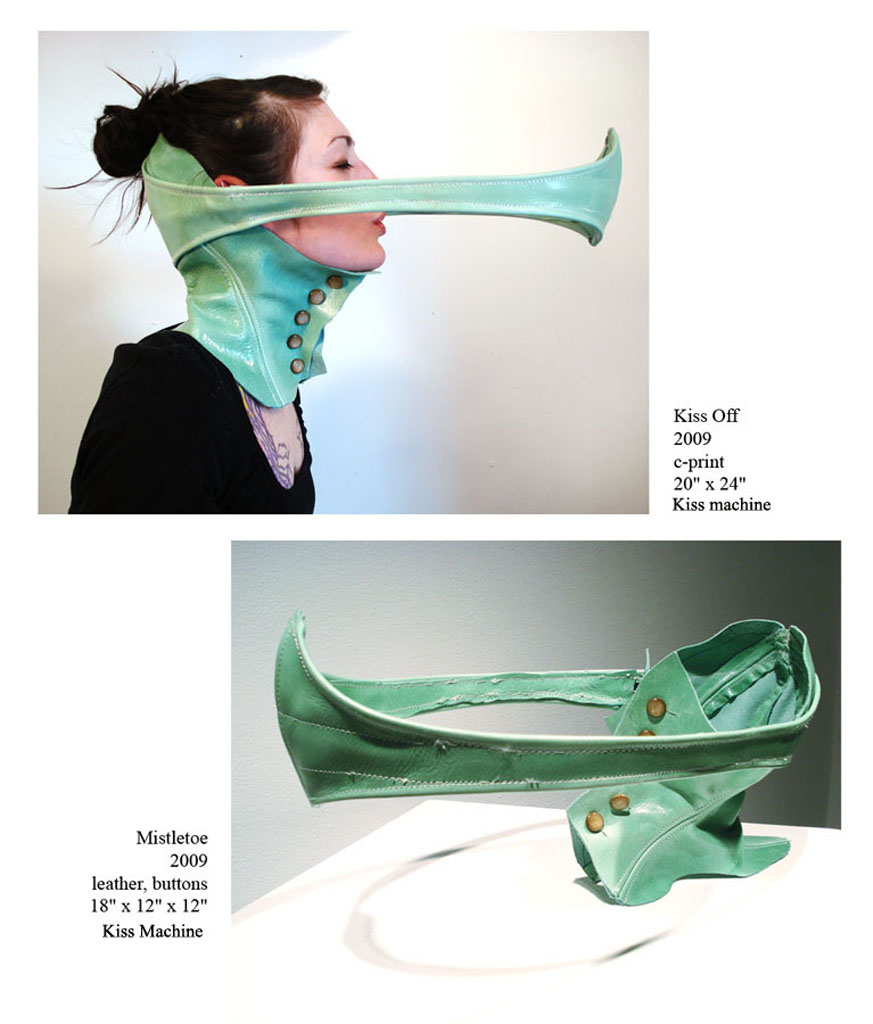 Kiss Off
2009
c-print
20" x 24"
Kiss machine
Mistletoe
2009
leather, buttons
18" x 12" x 12"
Kiss Machine